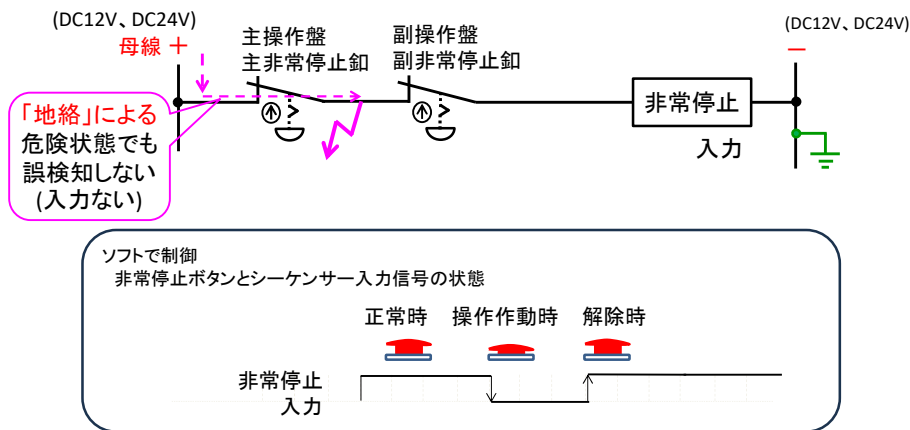 (DC12V、DC24V)
母線 +
主操作盤
主非常停止釦
副操作盤
副非常停止釦
(DC12V、DC24V)
−
「地絡」による
危険状態でも
誤検知しない
(入力ない)
非常停止
入力
ソフトで制御
非常停止ボタンとシーケンサー入力信号の状態
正常時 操作作動時 解除時
非常停止
入力